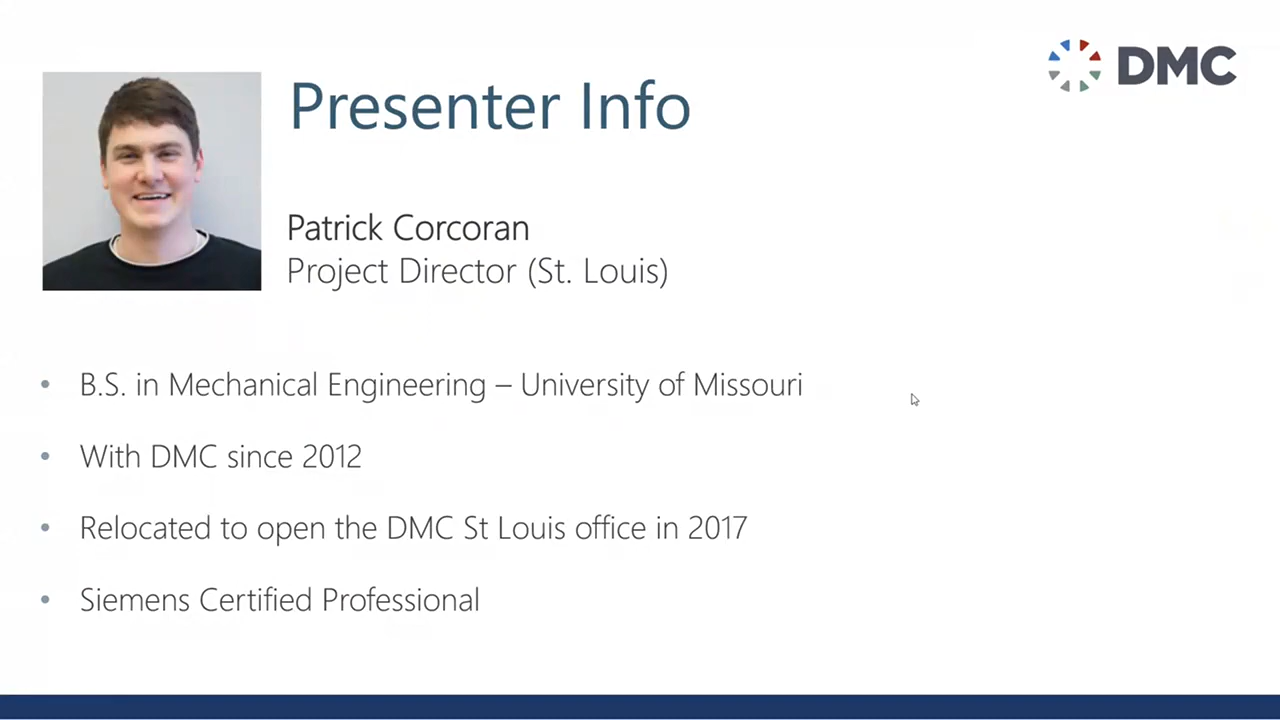 DMC
Presenter Info
Patrick Corcoran
Project Director (St. Louis)
• B.S. in Mechanical Engineering – University of Missouri
• With DMC since 2012
• Relocated to open the DMC St Louis office in 2017
• Siemens Certified Professional